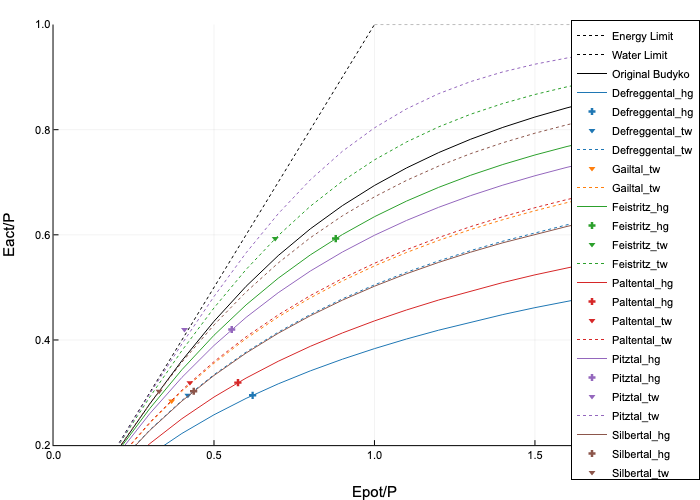 1.0
0.8
0.6
0.4
0.2
0.0
0.5
1.0
1.5
Eact/P
Epot/P
Energy Limit
Water Limit
Original Budyko
Defreggental_hg
Defreggental_hg
Defreggental_tw
Defreggental_tw
Gailtal_tw
Gailtal_tw
Feistritz_hg
Feistritz_hg
Feistritz_tw
Feistritz_tw
Paltental_hg
Paltental_hg
Paltental_tw
Paltental_tw
Pitztal_hg
Pitztal_hg
Pitztal_tw
Pitztal_tw
Silbertal_hg
Silbertal_hg
Silbertal_tw